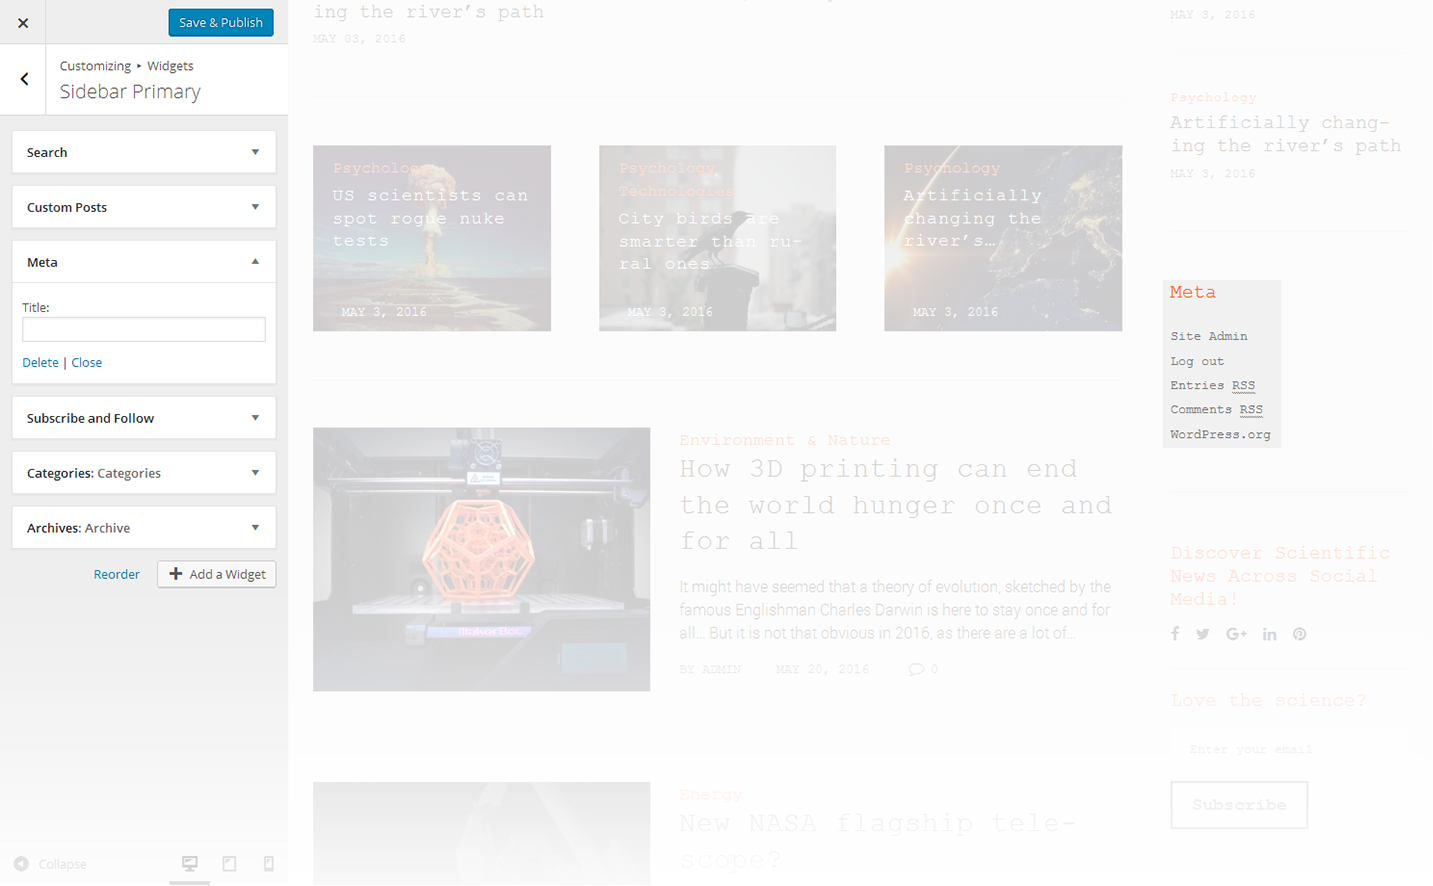 Save & Publish
Customizing ▸ Widgets
Sidebar Primary
Search
Custom Posts
Meta
Title:
Delete | Close
Subscribe and Follow
Categories: Categories
Archives: Archive
Reorder
Add a Widget
Collapse
ing the river's path
MAY 03, 2016
Psychology
US scientists can
spot rogue nuke
tests
MAY 3, 2016
Psychology
Technologies
City birds are
smarter than ru-
ral ones
MAY 3, 2016
Psychology
Artificially
changing the
river's…
MAY 3, 2016
Environment & Nature
How 3D printing can end
the world hunger once and
for all
It might have seemed that a theory of evolution, sketched by the
famous Englishman Charles Darwin is here to stay once and for
all… But it is not that obvious in 2016, as there are a lot of…
BY ADMIN MAY 20, 2016 0
MakerBot
Energy
New NASA flagship tele-
scope?
MAY 3, 2016
Psychology
Artificially chang-
ing the river's path
MAY 3, 2016
Meta
Site Admin
Log out
Entries RSS
Comments RSS
WordPress.org
Discover Scientific
News Across Social
Media!
Love the science?
Enter your email
Subscribe